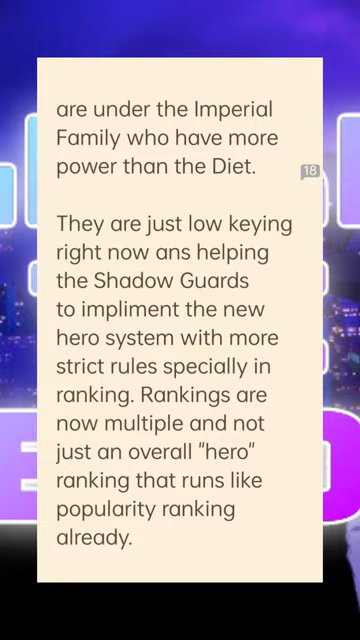 are under the Imperial
Family who have more
power than the Diet.
18
They are just low keying
right now ans helping
the Shadow Guards
to impliment the new
hero system with more
strict rules specially in
ranking. Rankings are
now multiple and not
just an overall "hero"
ranking that runs like
popularity ranking
already.